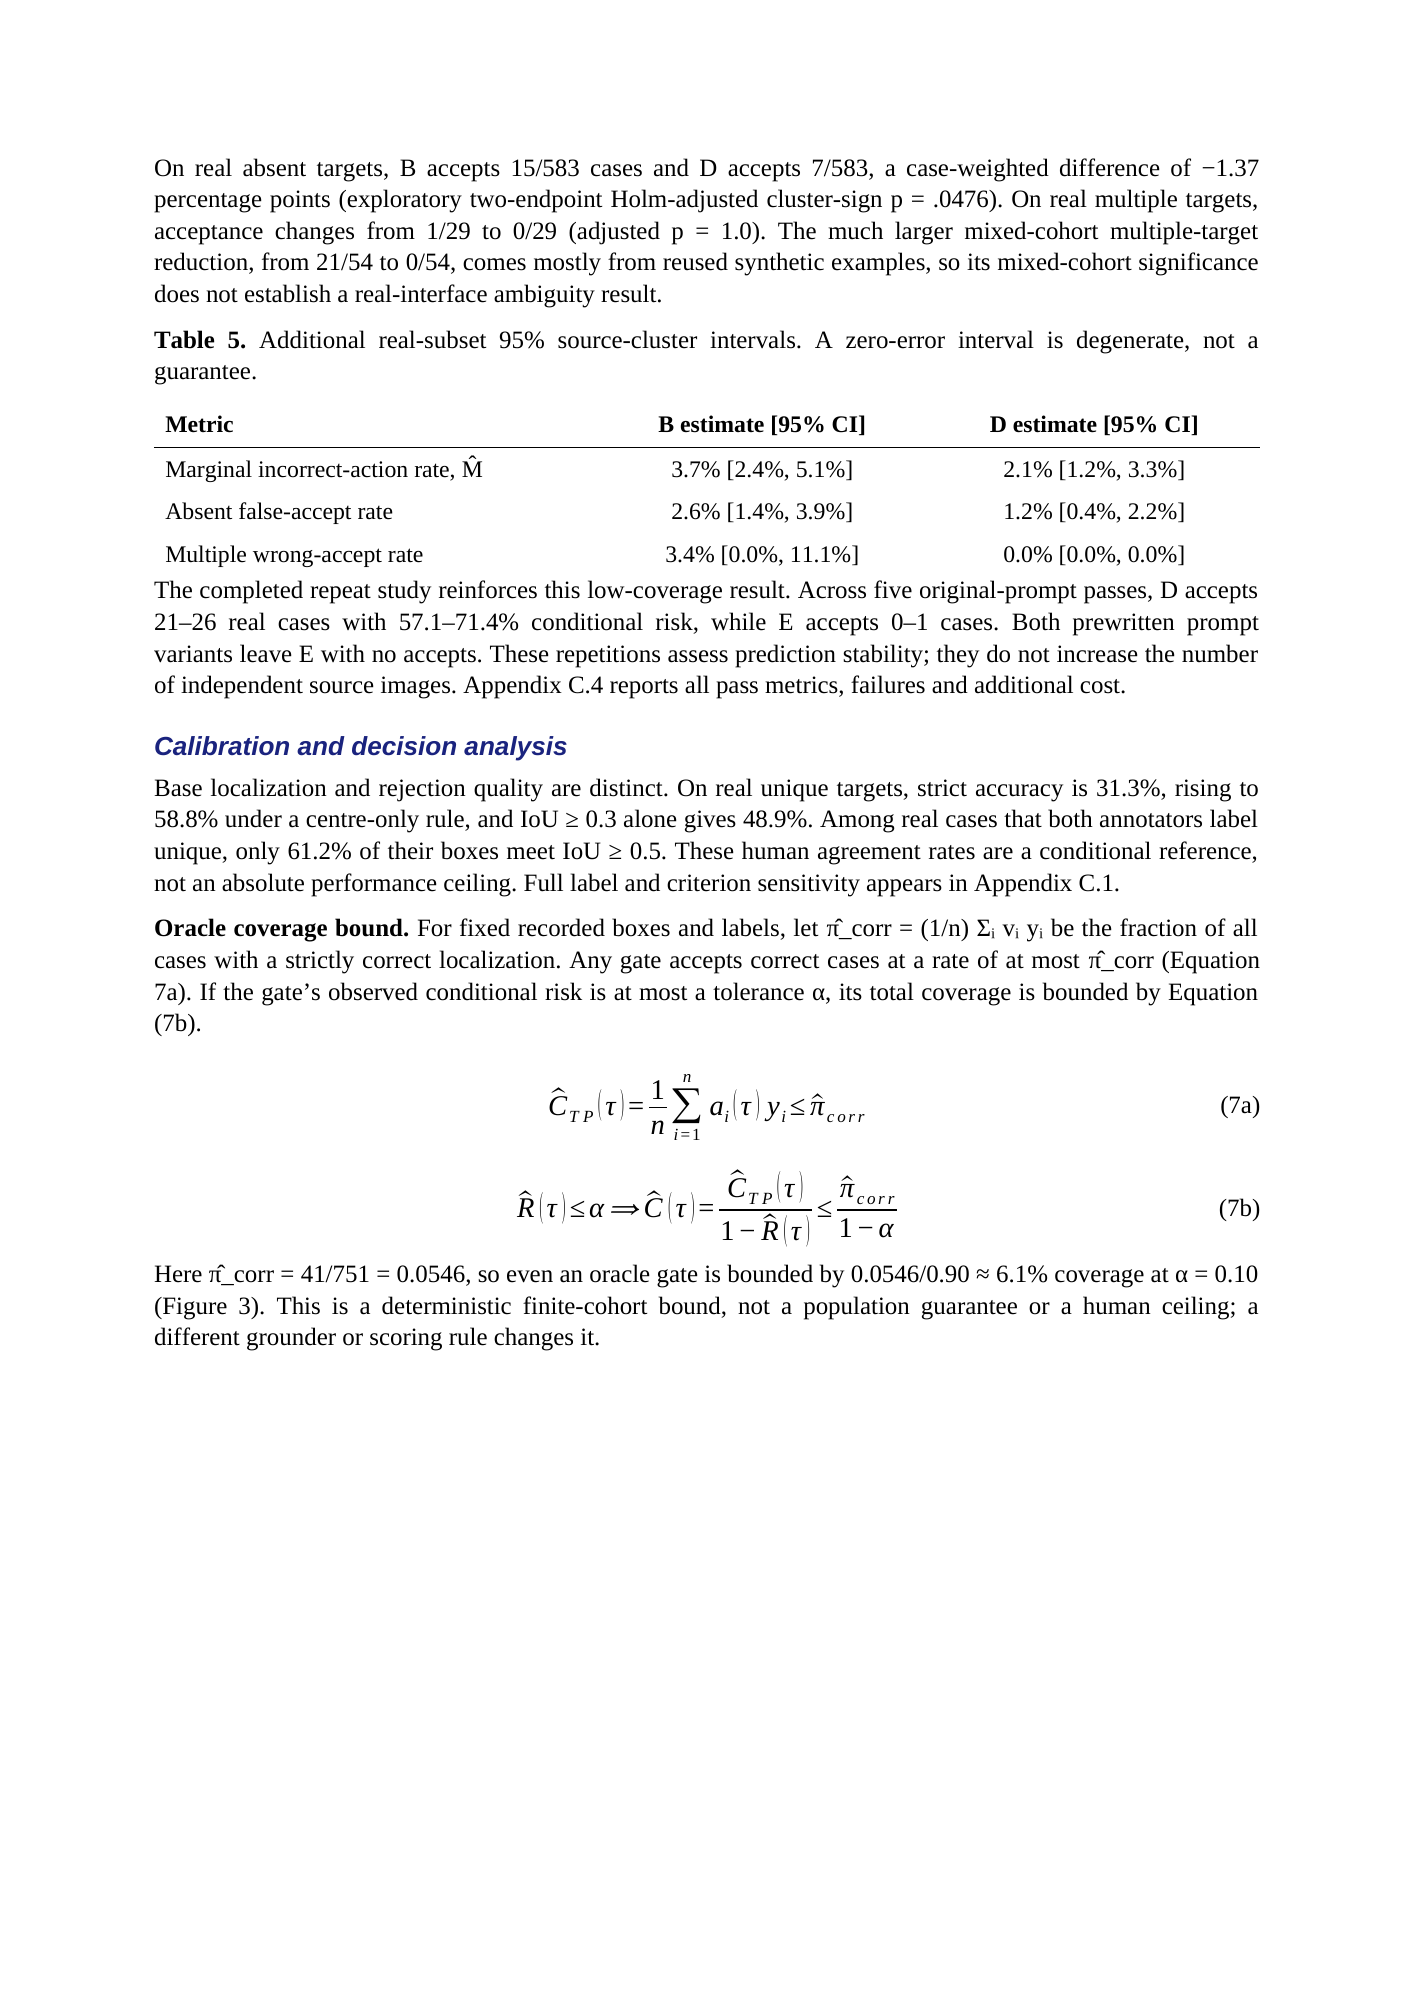 On real absent targets, B accepts 15/583 cases and D accepts 7/583, a case-weighted difference of −1.37
percentage points (exploratory two-endpoint Holm-adjusted cluster-sign p = .0476). On real multiple targets,
acceptance changes from 1/29 to 0/29 (adjusted p = 1.0). The much larger mixed-cohort multiple-target
reduction, from 21/54 to 0/54, comes mostly from reused synthetic examples, so its mixed-cohort significance
does not establish a real-interface ambiguity result.
Table 5. Additional real-subset 95% source-cluster intervals. A zero-error interval is degenerate, not a
guarantee.
Metric B estimate [95% CI] D estimate [95% CI]
Marginal incorrect-action rate, M̂ 3.7% [2.4%, 5.1%] 2.1% [1.2%, 3.3%]
Absent false-accept rate 2.6% [1.4%, 3.9%] 1.2% [0.4%, 2.2%]
Multiple wrong-accept rate 3.4% [0.0%, 11.1%] 0.0% [0.0%, 0.0%]
The completed repeat study reinforces this low-coverage result. Across five original-prompt passes, D accepts
21–26 real cases with 57.1–71.4% conditional risk, while E accepts 0–1 cases. Both prewritten prompt
variants leave E with no accepts. These repetitions assess prediction stability; they do not increase the number
of independent source images. Appendix C.4 reports all pass metrics, failures and additional cost.
Calibration and decision analysis
Base localization and rejection quality are distinct. On real unique targets, strict accuracy is 31.3%, rising to
58.8% under a centre-only rule, and IoU ≥ 0.3 alone gives 48.9%. Among real cases that both annotators label
unique, only 61.2% of their boxes meet IoU ≥ 0.5. These human agreement rates are a conditional reference,
not an absolute performance ceiling. Full label and criterion sensitivity appears in Appendix C.1.
Oracle coverage bound. For fixed recorded boxes and labels, let π̂_corr = (1/n) Σᵢ vᵢ yᵢ be the fraction of all
cases with a strictly correct localization. Any gate accepts correct cases at a rate of at most π̂_corr (Equation
7a). If the gate’s observed conditional risk is at most a tolerance α, its total coverage is bounded by Equation
(7b).
Ĉ_TP(τ) = 1/n ∑_{i=1}^{n} a_i(τ) y_i ≤ π̂_corr (7a)
R̂(τ) ≤ α ⟹ Ĉ(τ) = Ĉ_TP(τ)/(1 − R̂(τ)) ≤ π̂_corr/(1 − α) (7b)
Here π̂_corr = 41/751 = 0.0546, so even an oracle gate is bounded by 0.0546/0.90 ≈ 6.1% coverage at α = 0.10
(Figure 3). This is a deterministic finite-cohort bound, not a population guarantee or a human ceiling; a
different grounder or scoring rule changes it.